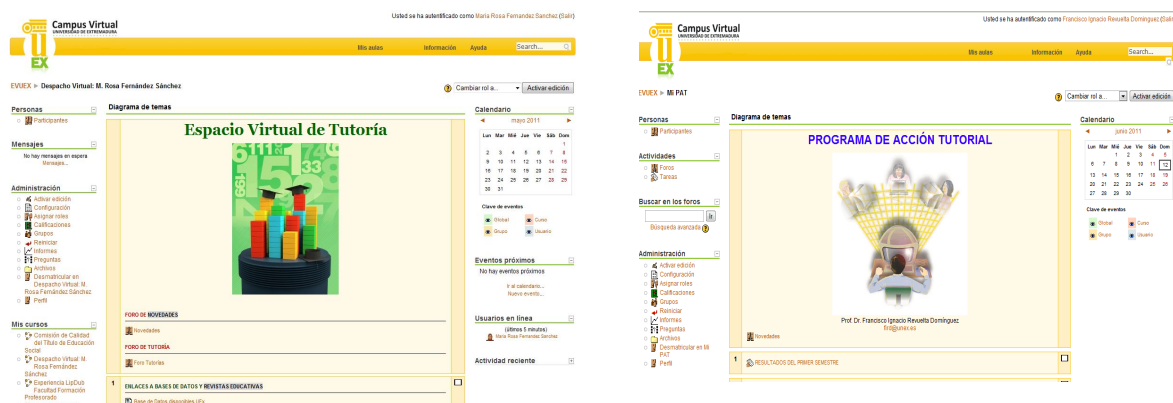 Usted se ha autentificado como Maria Rosa Fernandez Sanchez (Salir)
Campus Virtual
UNIVERSIDAD DE EXTREMADURA
Mis aulas Información Ayuda Search...
EX
EVUEX ► Despacho Virtual: M. Rosa Fernández Sánchez
Cambiar rol a... Activar edición
Personas
Participantes
Mensajes
No hay mensajes en espera
Mensajes...
Administración
Activar edición
Configuración
Asignar roles
Calificaciones
Grupos
Reiniciar
Informes
Preguntas
Archivos
Desmatricular en
Despacho Virtual: M.
Rosa Fernández Sánchez
Perfil
Mis cursos
Comisión de Calidad
del Título de Educación
Social
Despacho Virtual: M.
Rosa Fernández
Sánchez
Experiencia LipDub
Facultad Formación
Profesorado
Diagrama de temas
Espacio Virtual de Tutoría
FORO DE NOVEDADES
Novedades
FORO DE TUTORÍA
Foro Tutorías
1 ENLACES A BASES DE DATOS Y REVISTAS EDUCATIVAS
Base de Datos disponibles UEx
Calendario
◄ mayo 2011 ►
Lun Mar Mié Jue Vie Sáb Dom
1
2 3 4 5 6 7 8
9 10 11 12 13 14 15
16 17 18 19 20 21 22
23 24 25 26 27 28 29
30 31
Clave de eventos
Global Curso
Grupo Usuario
Eventos próximos
No hay eventos próximos
Ir al calendario...
Nuevo evento...
Usuarios en línea
(últimos 5 minutos)
Maria Rosa Fernandez Sanchez
Actividad reciente
Usted se ha autentificado como Francisco Ignacio Revuelta Domínguez (Salir)
Campus Virtual
UNIVERSIDAD DE EXTREMADURA
Mis aulas Información Ayuda Search...
EX
EVUEX ► Mi PAT
Cambiar rol a... Activar edición
Personas
Participantes
Actividades
Foros
Tareas
Buscar en los foros
Ir
Búsqueda avanzada
Administración
Activar edición
Configuración
Asignar roles
Calificaciones
Grupos
Reiniciar
Informes
Preguntas
Archivos
Desmatricular en Mi
PAT
Perfil
Diagrama de temas
PROGRAMA DE ACCIÓN TUTORIAL
Prof. Dr. Francisco Ignacio Revuelta Domínguez
fird@unex.es
Novedades
1 RESULTADOS DEL PRIMER SEMESTRE
Calendario
◄ junio 2011 ►
Lun Mar Mié Jue Vie Sáb Dom
1 2 3 4 5
6 7 8 9 10 11 12
13 14 15 16 17 18 19
20 21 22 23 24 25 26
27 28 29 30
Clave de eventos
Global Curso
Grupo Usuario